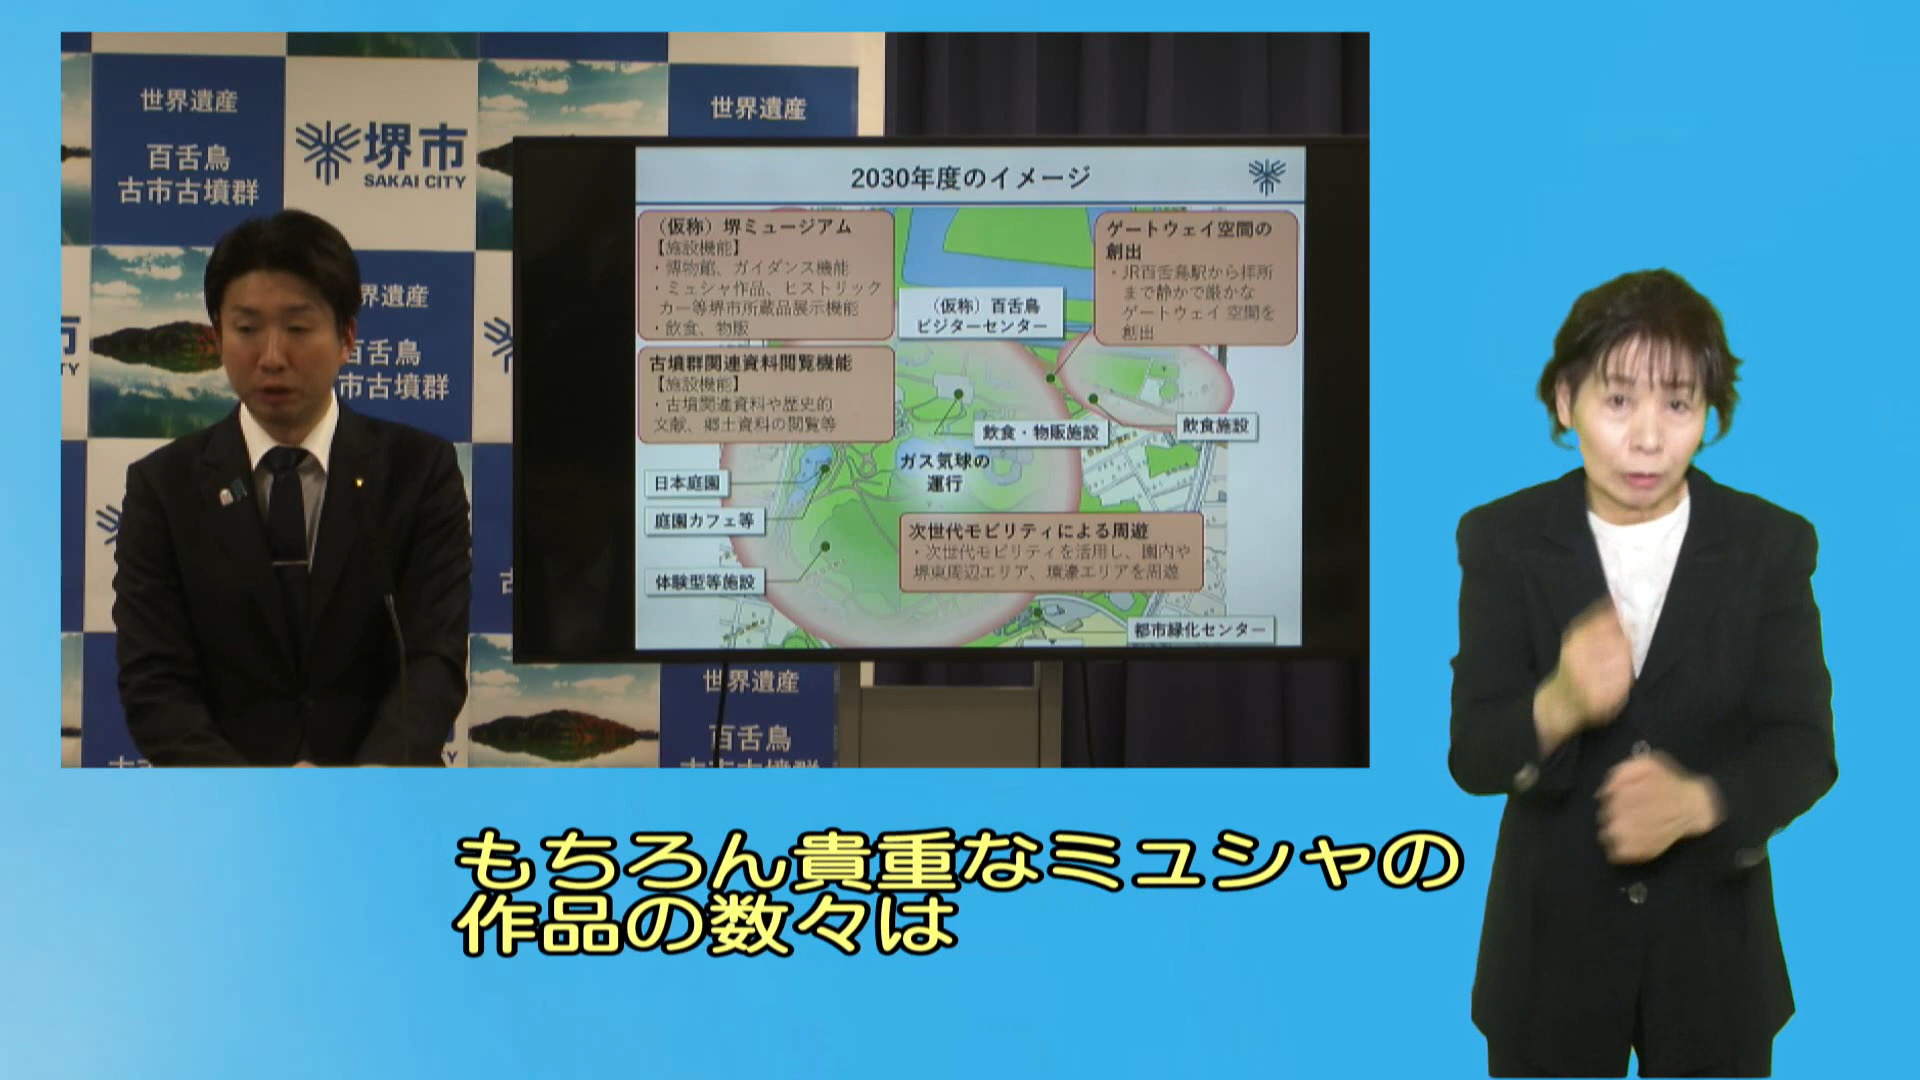 世界遺産
百舌鳥
古市古墳群
堺市
SAKAI CITY
世界遺産
界遺産
百舌鳥
市古墳群
世界遺産
百舌鳥
2030年度のイメージ
（仮称）堺ミュージアム
【施設機能】
・博物館、ガイダンス機能
・ミュシャ作品、ヒストリック
カー等堺市所蔵品展示機能
・飲食、物販
古墳群関連資料閲覧機能
【施設機能】
・古墳関連資料や歴史的
文献、郷土資料の閲覧等
（仮称）百舌鳥
ビジターセンター
ゲートウェイ空間の
創出
・JR百舌鳥駅から拝所
まで静かで厳かな
ゲートウェイ空間を
創出
飲食・物販施設
飲食施設
ガス気球の
運行
日本庭園
庭園カフェ等
体験型等施設
次世代モビリティによる周遊
・次世代モビリティを活用し、園内や
堺東周辺エリア、環濠エリアを周遊
都市緑化センター
もちろん貴重なミュシャの
作品の数々は